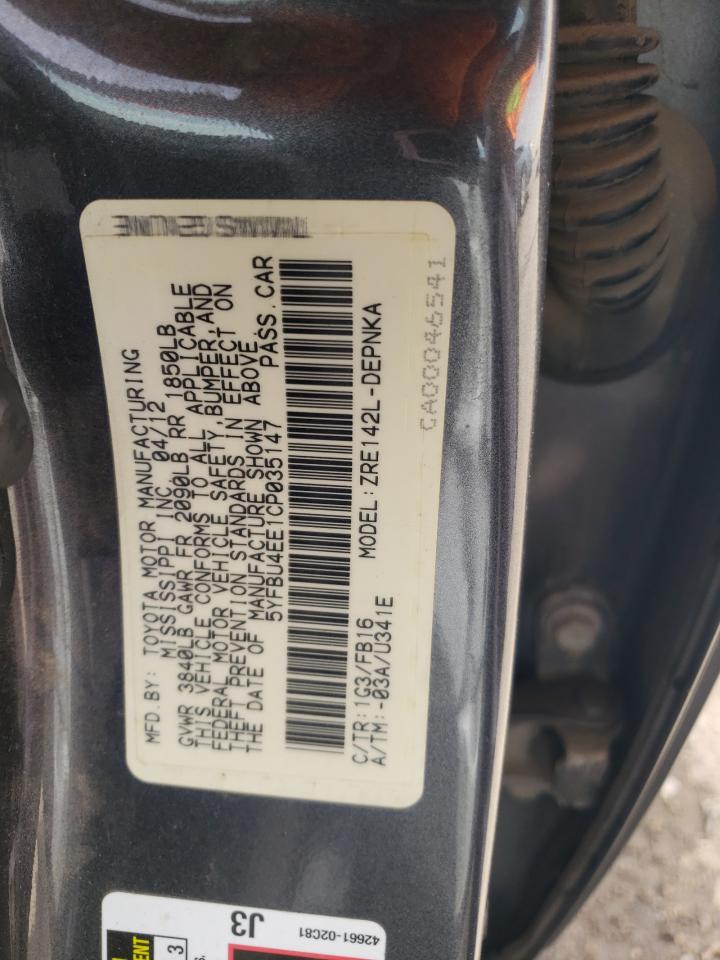 MFD.BY: TOYOTA MOTOR MANUFACTURING
MISSISSIPPI INC 04/12
GVWR 3840LB GAWR FR 2090LB RR 1850LB
THIS VEHICLE CONFORMS TO ALL APPLICABLE
FEDERAL MOTOR VEHICLE SAFETY,BUMPER,AND
THEFT PREVENTION STANDARDS IN EFFECT ON
THE DATE OF MANUFACTURE SHOWN ABOVE.
5YFBU4EE1CP035147 PASS.CAR
C/TR:1G3/FB16 MODEL:ZRE142L-DEPNKA
A/TM:-03A/U341E
CA00046541
3
J3
42661-02C81